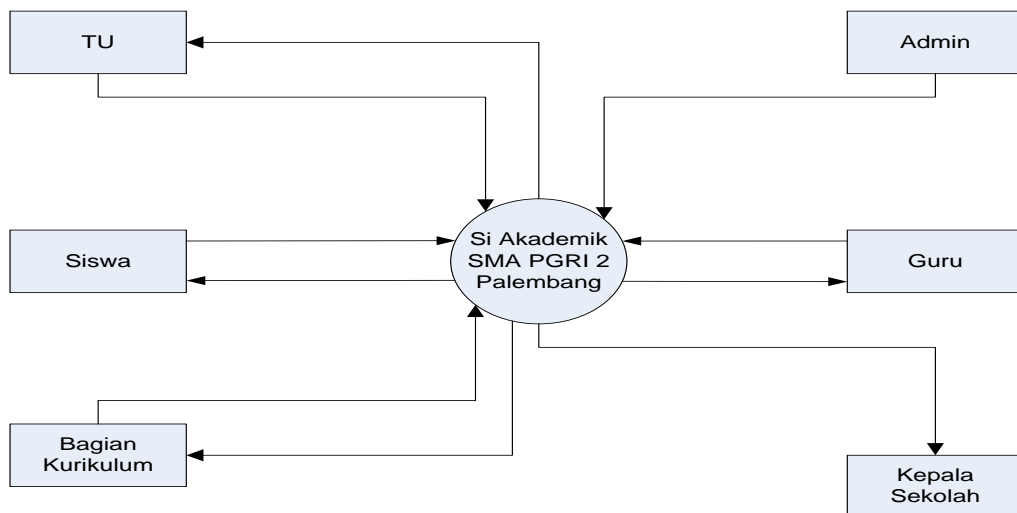 TU
Admin
Siswa
Si Akademik
SMA PGRI 2
Palembang
Guru
Bagian
Kurikulum
Kepala
Sekolah